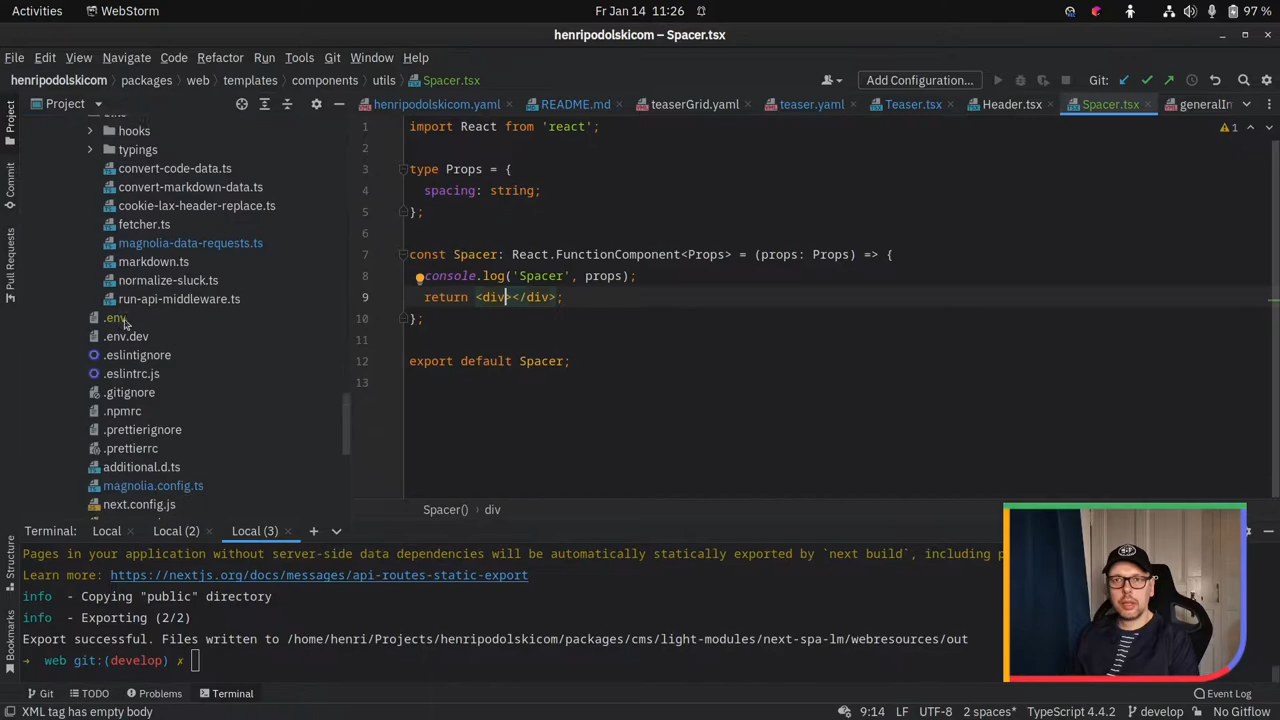 Activities WebStorm Fr Jan 14 11:26 97 %
henripodolskicom – Spacer.tsx
File Edit View Navigate Code Refactor Run Tools Git Window Help
henripodolskicom packages web templates components utils Spacer.tsx Add Configuration... Git:
Project henripodolskicom.yaml README.md teaserGrid.yaml teaser.yaml Teaser.tsx Header.tsx Spacer.tsx generalIn
Project
Commit
Pull Requests
hooks
typings
convert-code-data.ts
convert-markdown-data.ts
cookie-lax-header-replace.ts
fetcher.ts
magnolia-data-requests.ts
markdown.ts
normalize-sluck.ts
run-api-middleware.ts
.env
.env.dev
.eslintignore
.eslintrc.js
.gitignore
.npmrc
.prettierignore
.prettierrc
additional.d.ts
magnolia.config.ts
next.config.js
1 import React from 'react';
2
3 type Props = {
4 spacing: string;
5 };
6
7 const Spacer: React.FunctionComponent<Props> = (props: Props) => {
8 console.log('Spacer', props);
9 return <div></div>;
10 };
11
12 export default Spacer;
13
1
Spacer() div
Terminal: Local Local (2) Local (3)
Structure
Bookmarks
Pages in your application without server-side data dependencies will be automatically statically exported by `next build`, including p
Learn more: https://nextjs.org/docs/messages/api-routes-static-export
info - Copying "public" directory
info - Exporting (2/2)
Export successful. Files written to /home/henri/Projects/henripodolskicom/packages/cms/light-modules/next-spa-lm/webresources/out
→ web git:(develop) ✗
Git TODO Problems Terminal Event Log
XML tag has empty body 9:14 LF UTF-8 2 spaces* TypeScript 4.4.2 develop No Gitflow